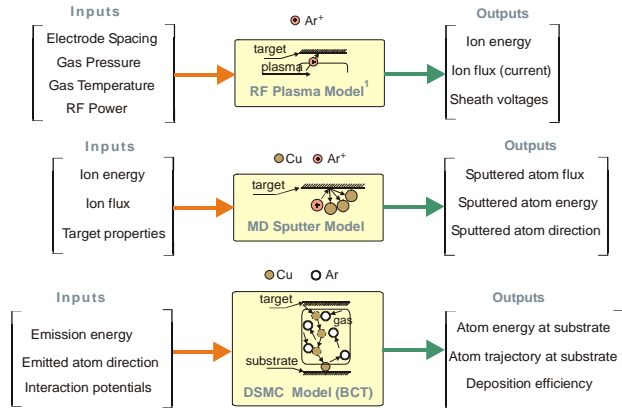 Inputs
Electrode Spacing
Gas Pressure
Gas Temperature
RF Power
Ar+
target
plasma
RF Plasma Model1
Outputs
Ion energy
Ion flux (current)
Sheath voltages
Inputs
Ion energy
Ion flux
Target properties
Cu Ar+
target
MD Sputter Model
Outputs
Sputtered atom flux
Sputtered atom energy
Sputtered atom direction
Inputs
Emission energy
Emitted atom direction
Interaction potentials
Cu Ar
target
gas
substrate
DSMC Model (BCT)
Outputs
Atom energy at substrate
Atom trajectory at substrate
Deposition efficiency